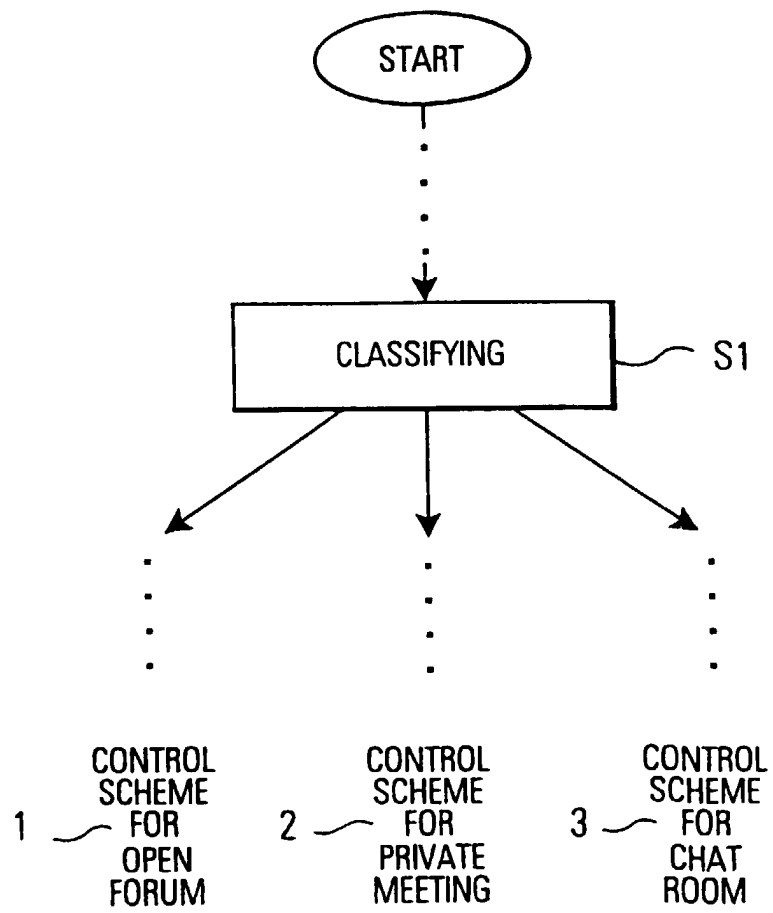 START
CLASSIFYING
S1
1
CONTROL
SCHEME
FOR
OPEN
FORUM
2
CONTROL
SCHEME
FOR
PRIVATE
MEETING
3
CONTROL
SCHEME
FOR
CHAT
ROOM